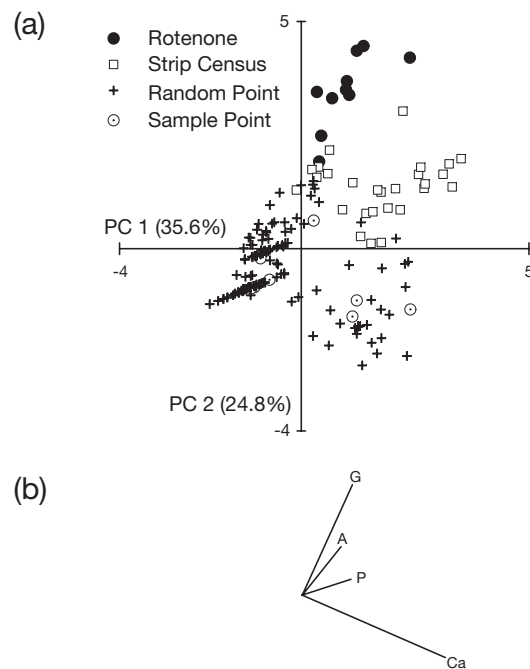 (a)
5
Rotenone
Strip Census
Random Point
Sample Point
PC 1 (35.6%)
-4
5
PC 2 (24.8%)
-4
(b)
G
A
P
Ca